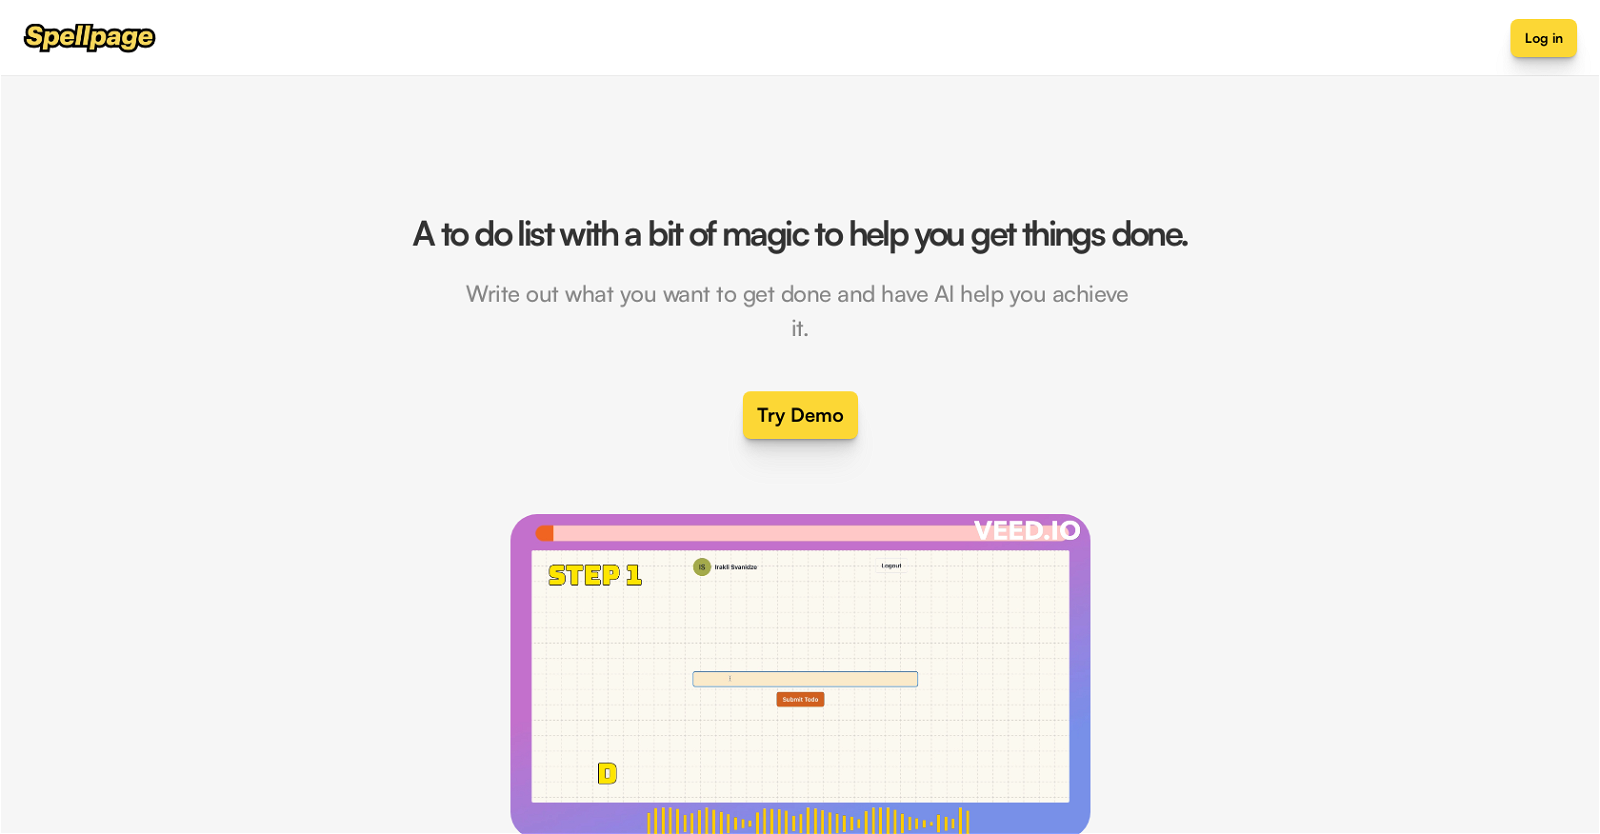 Spellpage
Log in
A to do list with a bit of magic to help you get things done.
Write out what you want to get done and have AI help you achieve
it.
Try Demo
VEED.IO
STEP 1
IS Irakli Svanidze
Logout
Submit Todo
D